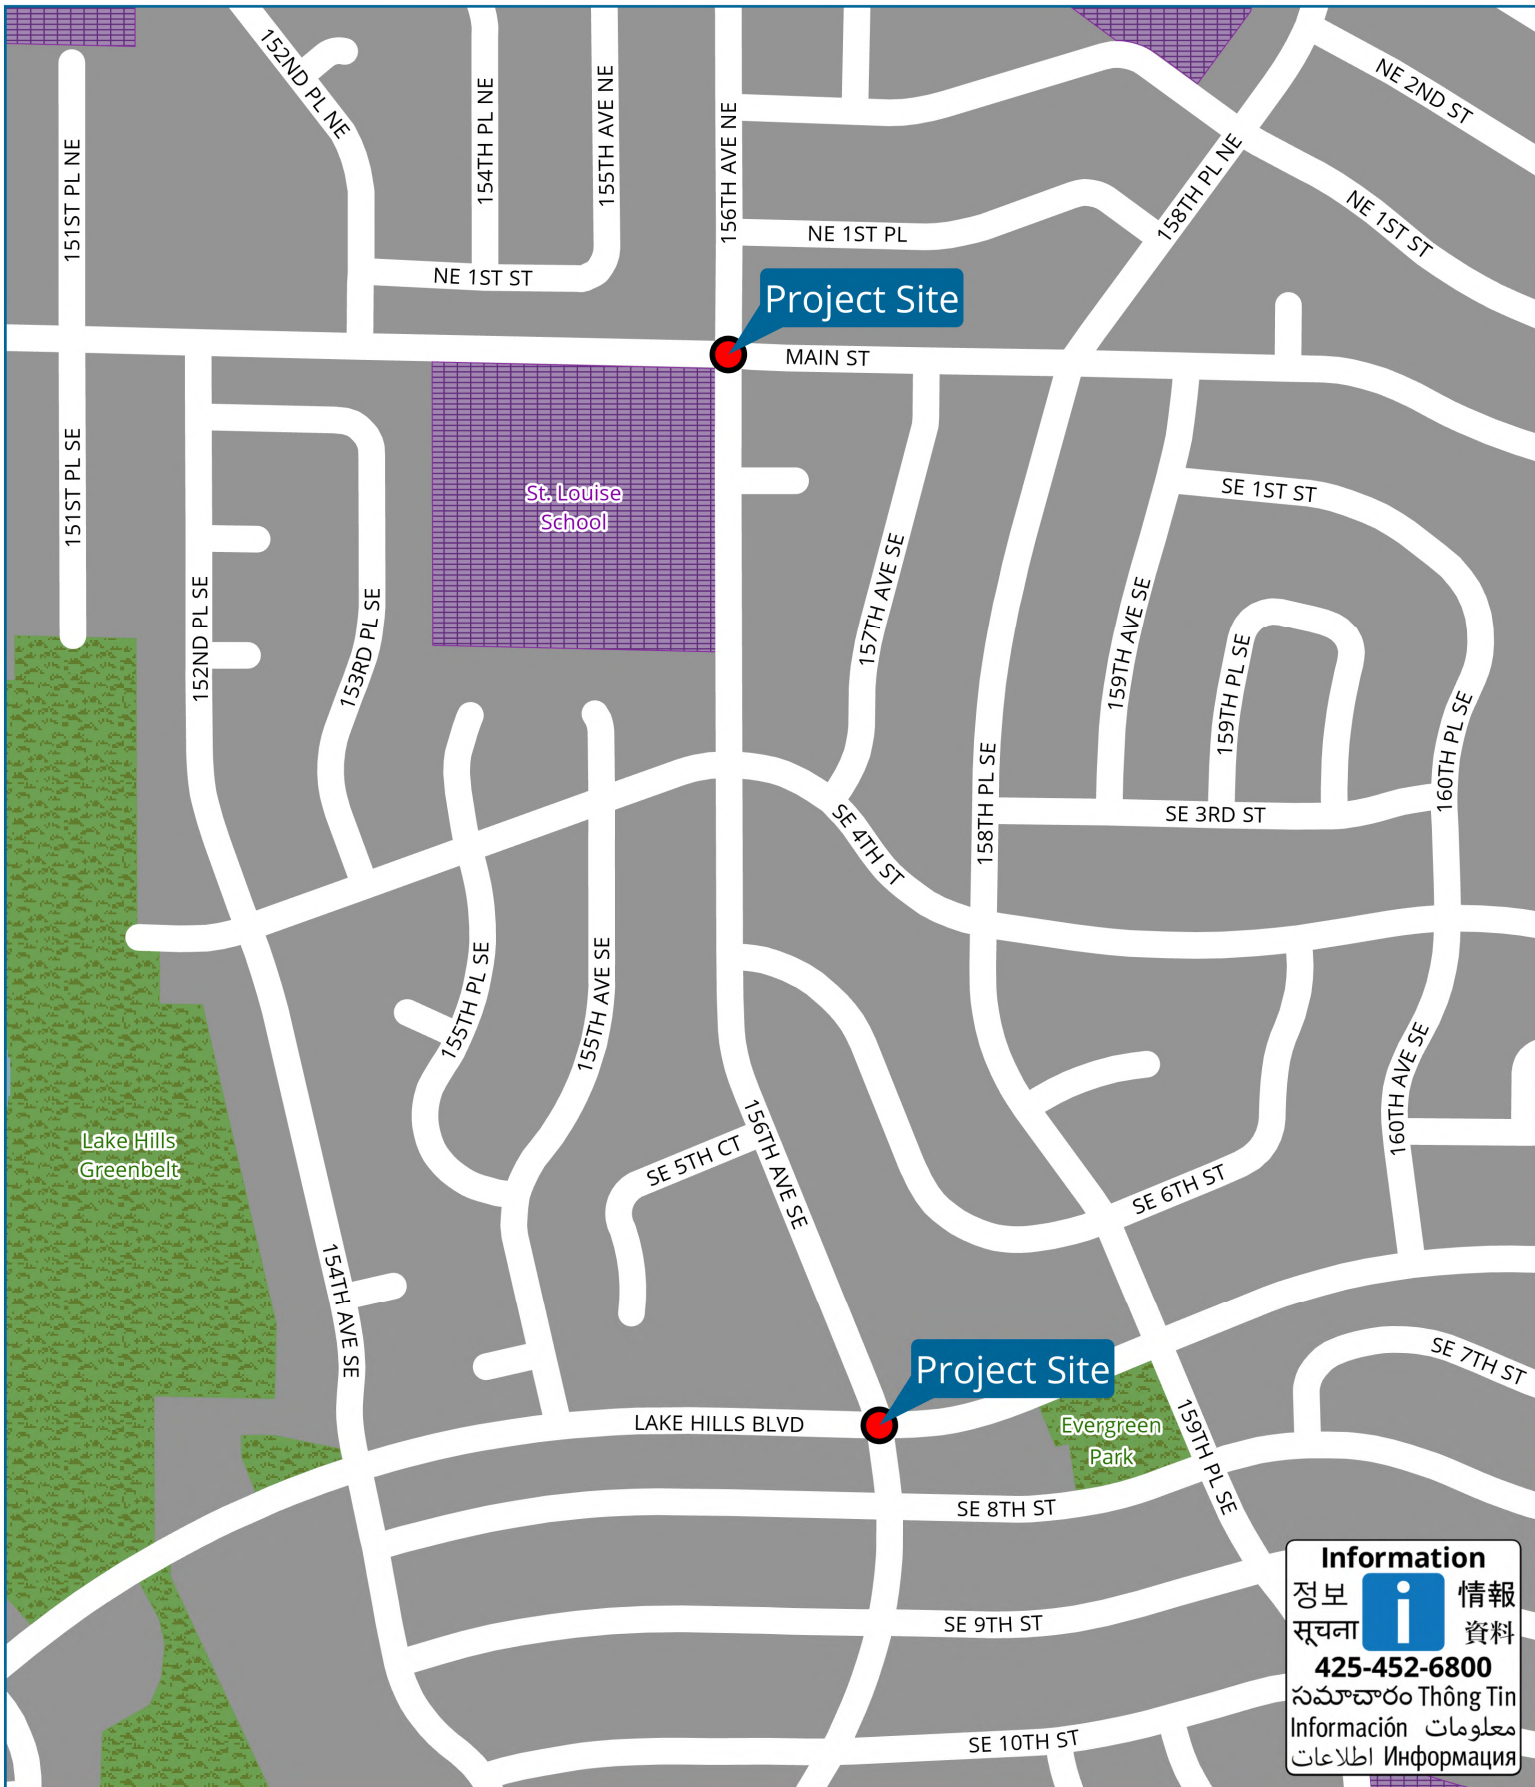 152ND PL NE
154TH PL NE
155TH AVE NE
156TH AVE NE
NE 2ND ST
151ST PL NE
158TH PL NE
NE 1ST ST
NE 1ST PL
NE 1ST ST
Project Site
MAIN ST
151ST PL SE
St. Louise
School
SE 1ST ST
152ND PL SE
153RD PL SE
157TH AVE SE
159TH AVE SE
159TH PL SE
160TH PL SE
158TH PL SE
SE 3RD ST
SE 4TH ST
155TH PL SE
155TH AVE SE
160TH AVE SE
Lake Hills
Greenbelt
SE 5TH CT
156TH AVE SE
SE 6TH ST
154TH AVE SE
Project Site
SE 7TH ST
LAKE HILLS BLVD
Evergreen
Park
159TH PL SE
SE 8TH ST
SE 9TH ST
SE 10TH ST
Information
정보 情報
सूचना 資料
425-452-6800
సమాచారం Thông Tin
Información معلومات
اطلاعات Информация